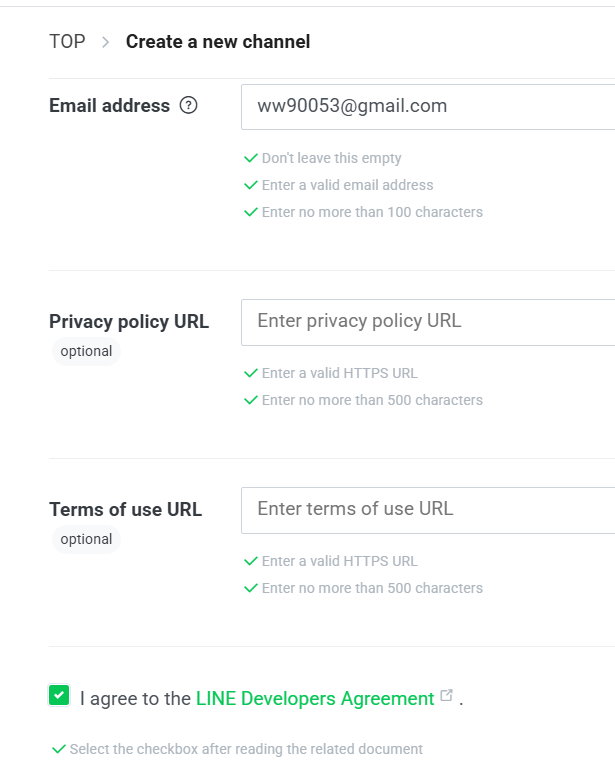 TOP > Create a new channel
Email address ?
ww90053@gmail.com
Don't leave this empty
Enter a valid email address
Enter no more than 100 characters
Privacy policy URL
optional
Enter privacy policy URL
Enter a valid HTTPS URL
Enter no more than 500 characters
Terms of use URL
optional
Enter terms of use URL
Enter a valid HTTPS URL
Enter no more than 500 characters
I agree to the LINE Developers Agreement .
Select the checkbox after reading the related document